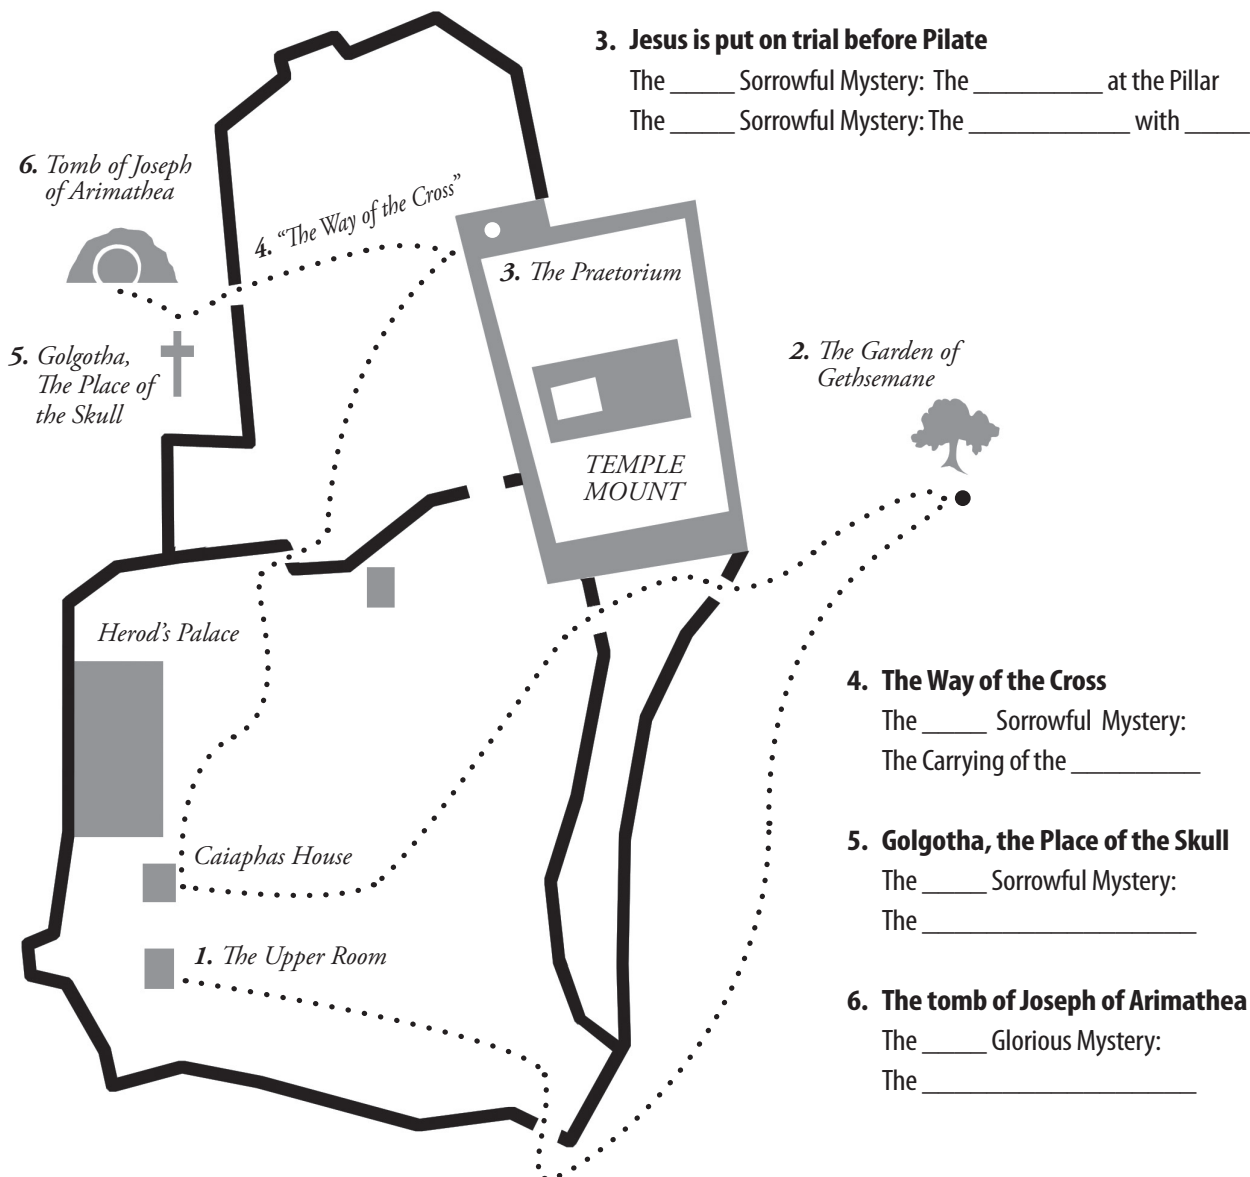 3. Jesus is put on trial before Pilate
The _____ Sorrowful Mystery: The __________ at the Pillar
The _____ Sorrowful Mystery: The _____________ with _____
6. Tomb of Joseph
of Arimathea
4. “The Way of the Cross”
3. The Praetorium
5. Golgotha,
The Place of
the Skull
2. The Garden of
Gethsemane
TEMPLE
MOUNT
Herod's Palace
Caiaphas House
1. The Upper Room
4. The Way of the Cross
The _____ Sorrowful Mystery:
The Carrying of the __________
5. Golgotha, the Place of the Skull
The _____ Sorrowful Mystery:
The ______________________
6. The tomb of Joseph of Arimathea
The _____ Glorious Mystery:
The ______________________